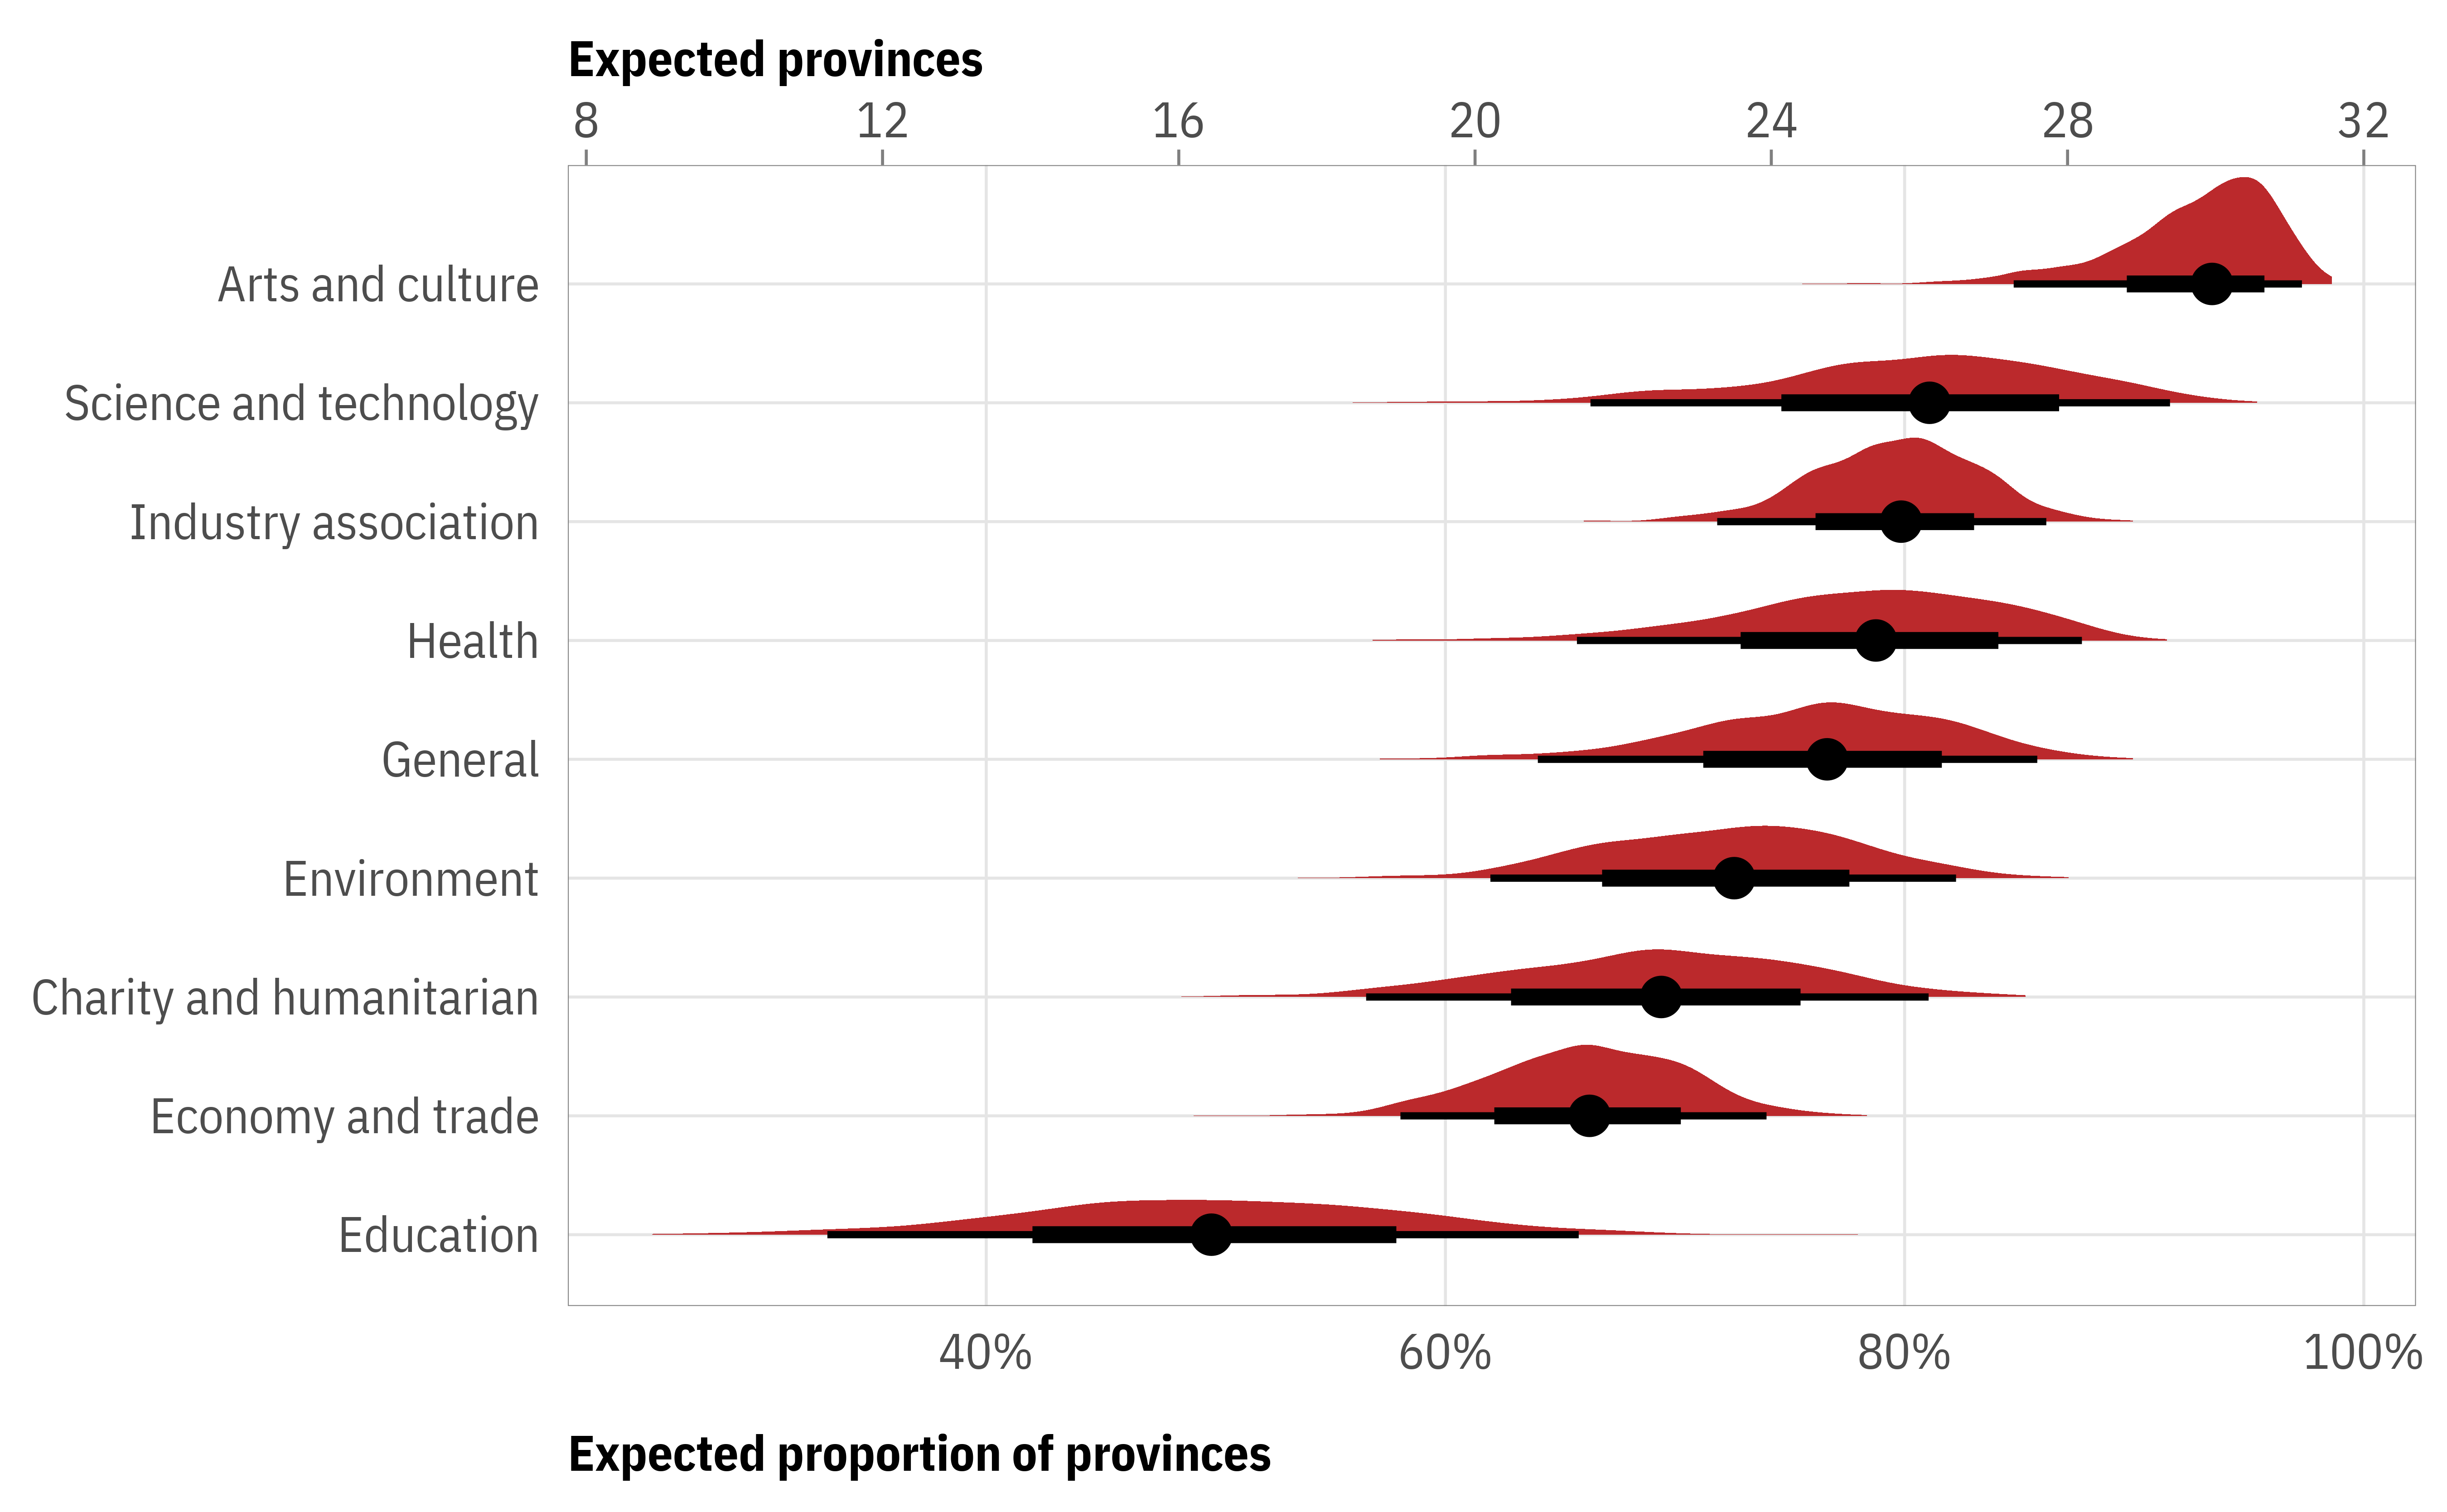 Expected provinces
8 12 16 20 24 28 32
Arts and culture
Science and technology
Industry association
Health
General
Environment
Charity and humanitarian
Economy and trade
Education
40% 60% 80% 100%
Expected proportion of provinces